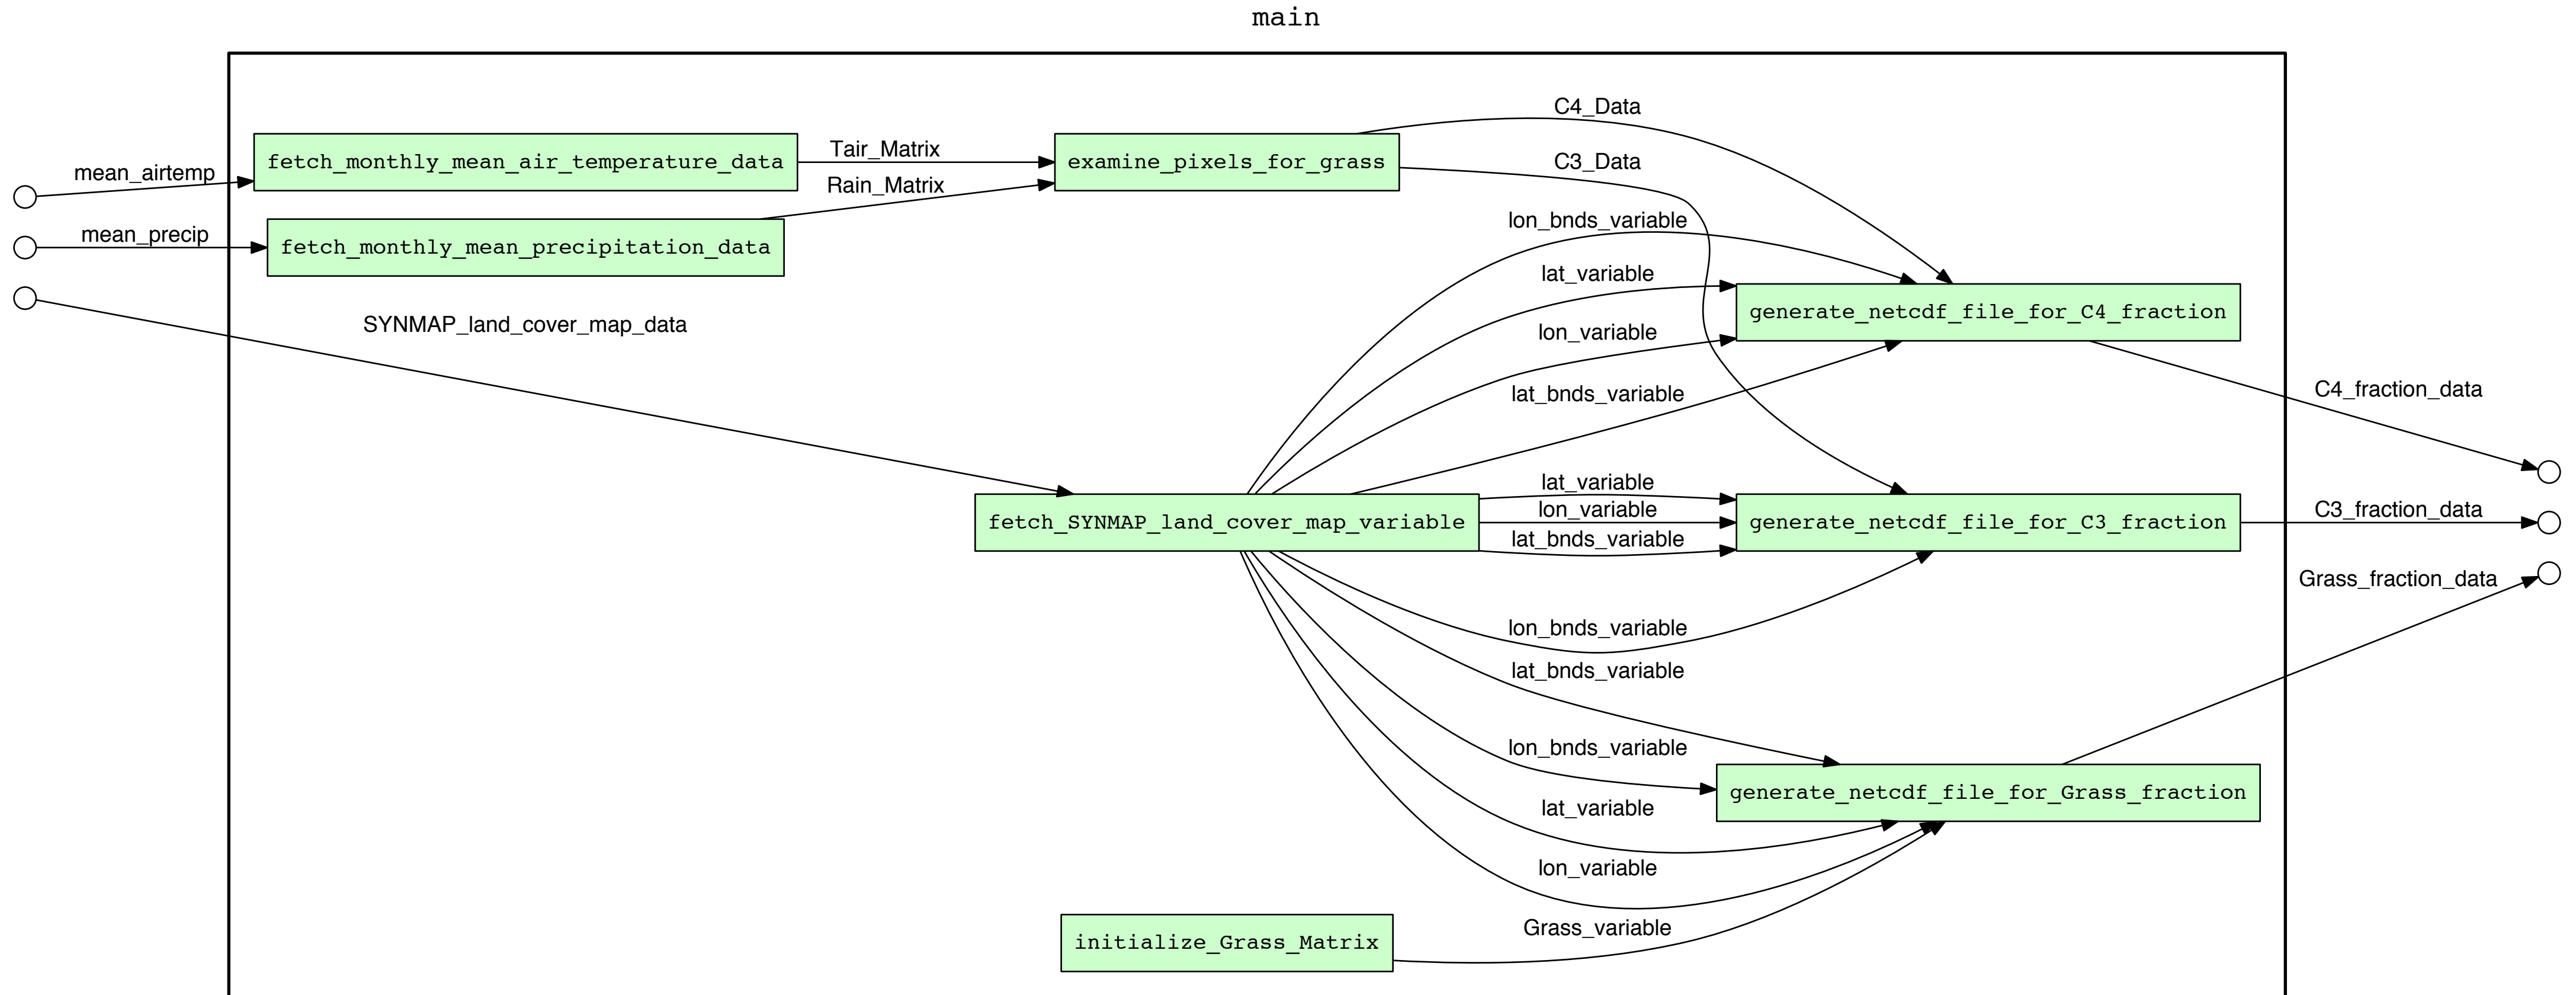 main
mean_airtemp
mean_precip
SYNMAP_land_cover_map_data
fetch_monthly_mean_air_temperature_data
fetch_monthly_mean_precipitation_data
Tair_Matrix
Rain_Matrix
examine_pixels_for_grass
C4_Data
C3_Data
lon_bnds_variable
lat_variable
lon_variable
lat_bnds_variable
generate_netcdf_file_for_C4_fraction
C4_fraction_data
fetch_SYNMAP_land_cover_map_variable
lat_variable
lon_variable
lat_bnds_variable
lon_bnds_variable
generate_netcdf_file_for_C3_fraction
C3_fraction_data
lat_bnds_variable
lon_bnds_variable
lat_variable
lon_variable
generate_netcdf_file_for_Grass_fraction
Grass_fraction_data
initialize_Grass_Matrix
Grass_variable